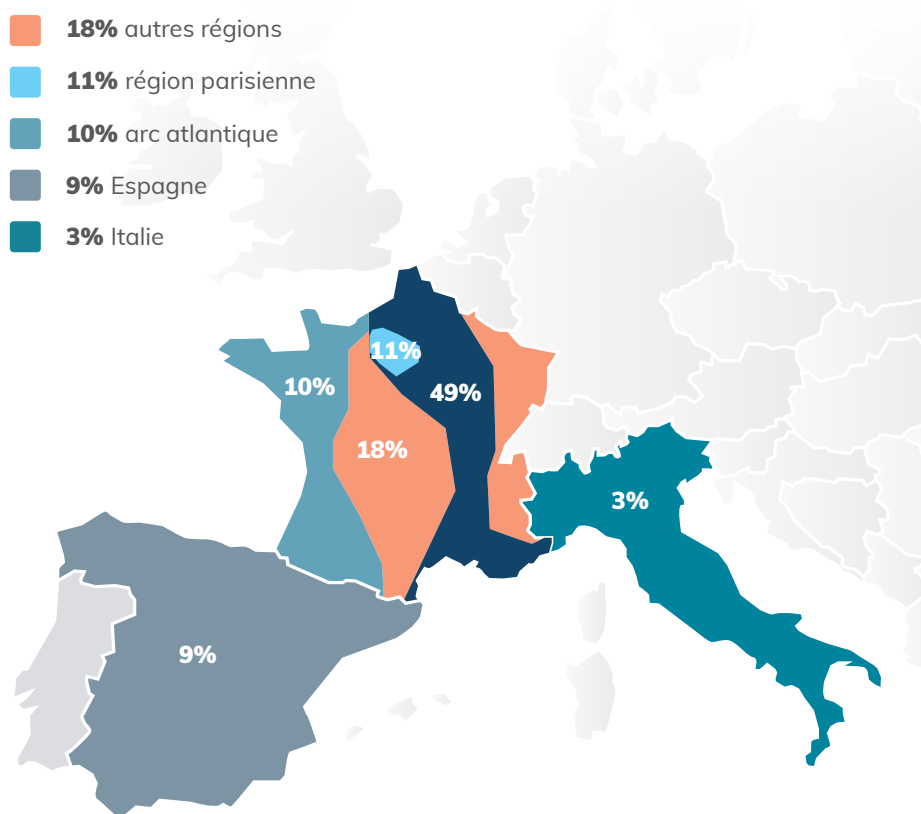 18% autres régions
11% région parisienne
10% arc atlantique
9% Espagne
3% Italie
11%
10%
49%
18%
3%
9%